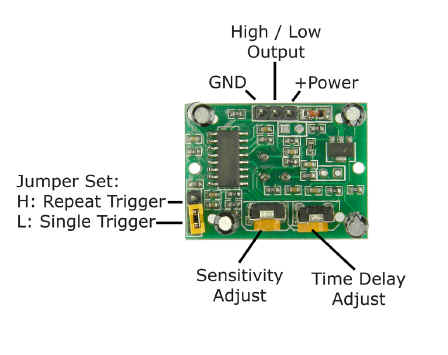 High / Low
Output
GND
+Power
Jumper Set:
H: Repeat Trigger
L: Single Trigger
Sensitivity
Adjust
Time Delay
Adjust